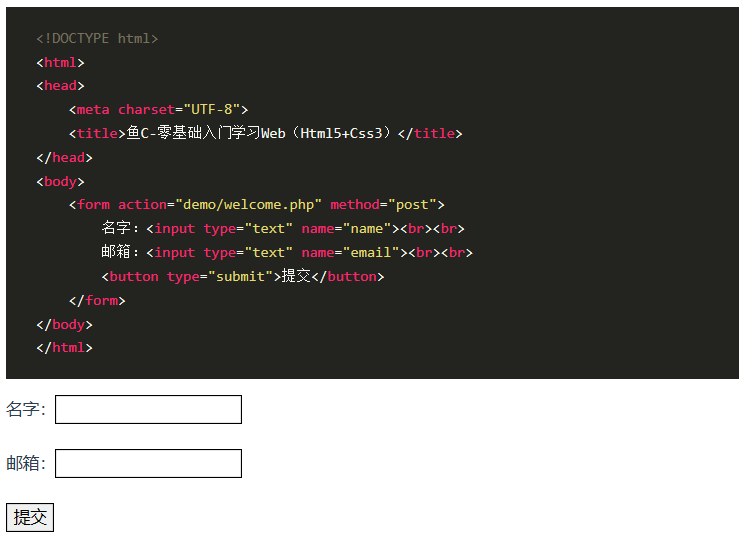 <!DOCTYPE html>
<html>
<head>
    <meta charset="UTF-8">
    <title>鱼C-零基础入门学习Web（Html5+Css3）</title>
</head>
<body>
    <form action="demo/welcome.php" method="post">
        名字：<input type="text" name="name"><br><br>
        邮箱：<input type="text" name="email"><br><br>
        <button type="submit">提交</button>
    </form>
</body>
</html>
名字：
邮箱：
提交